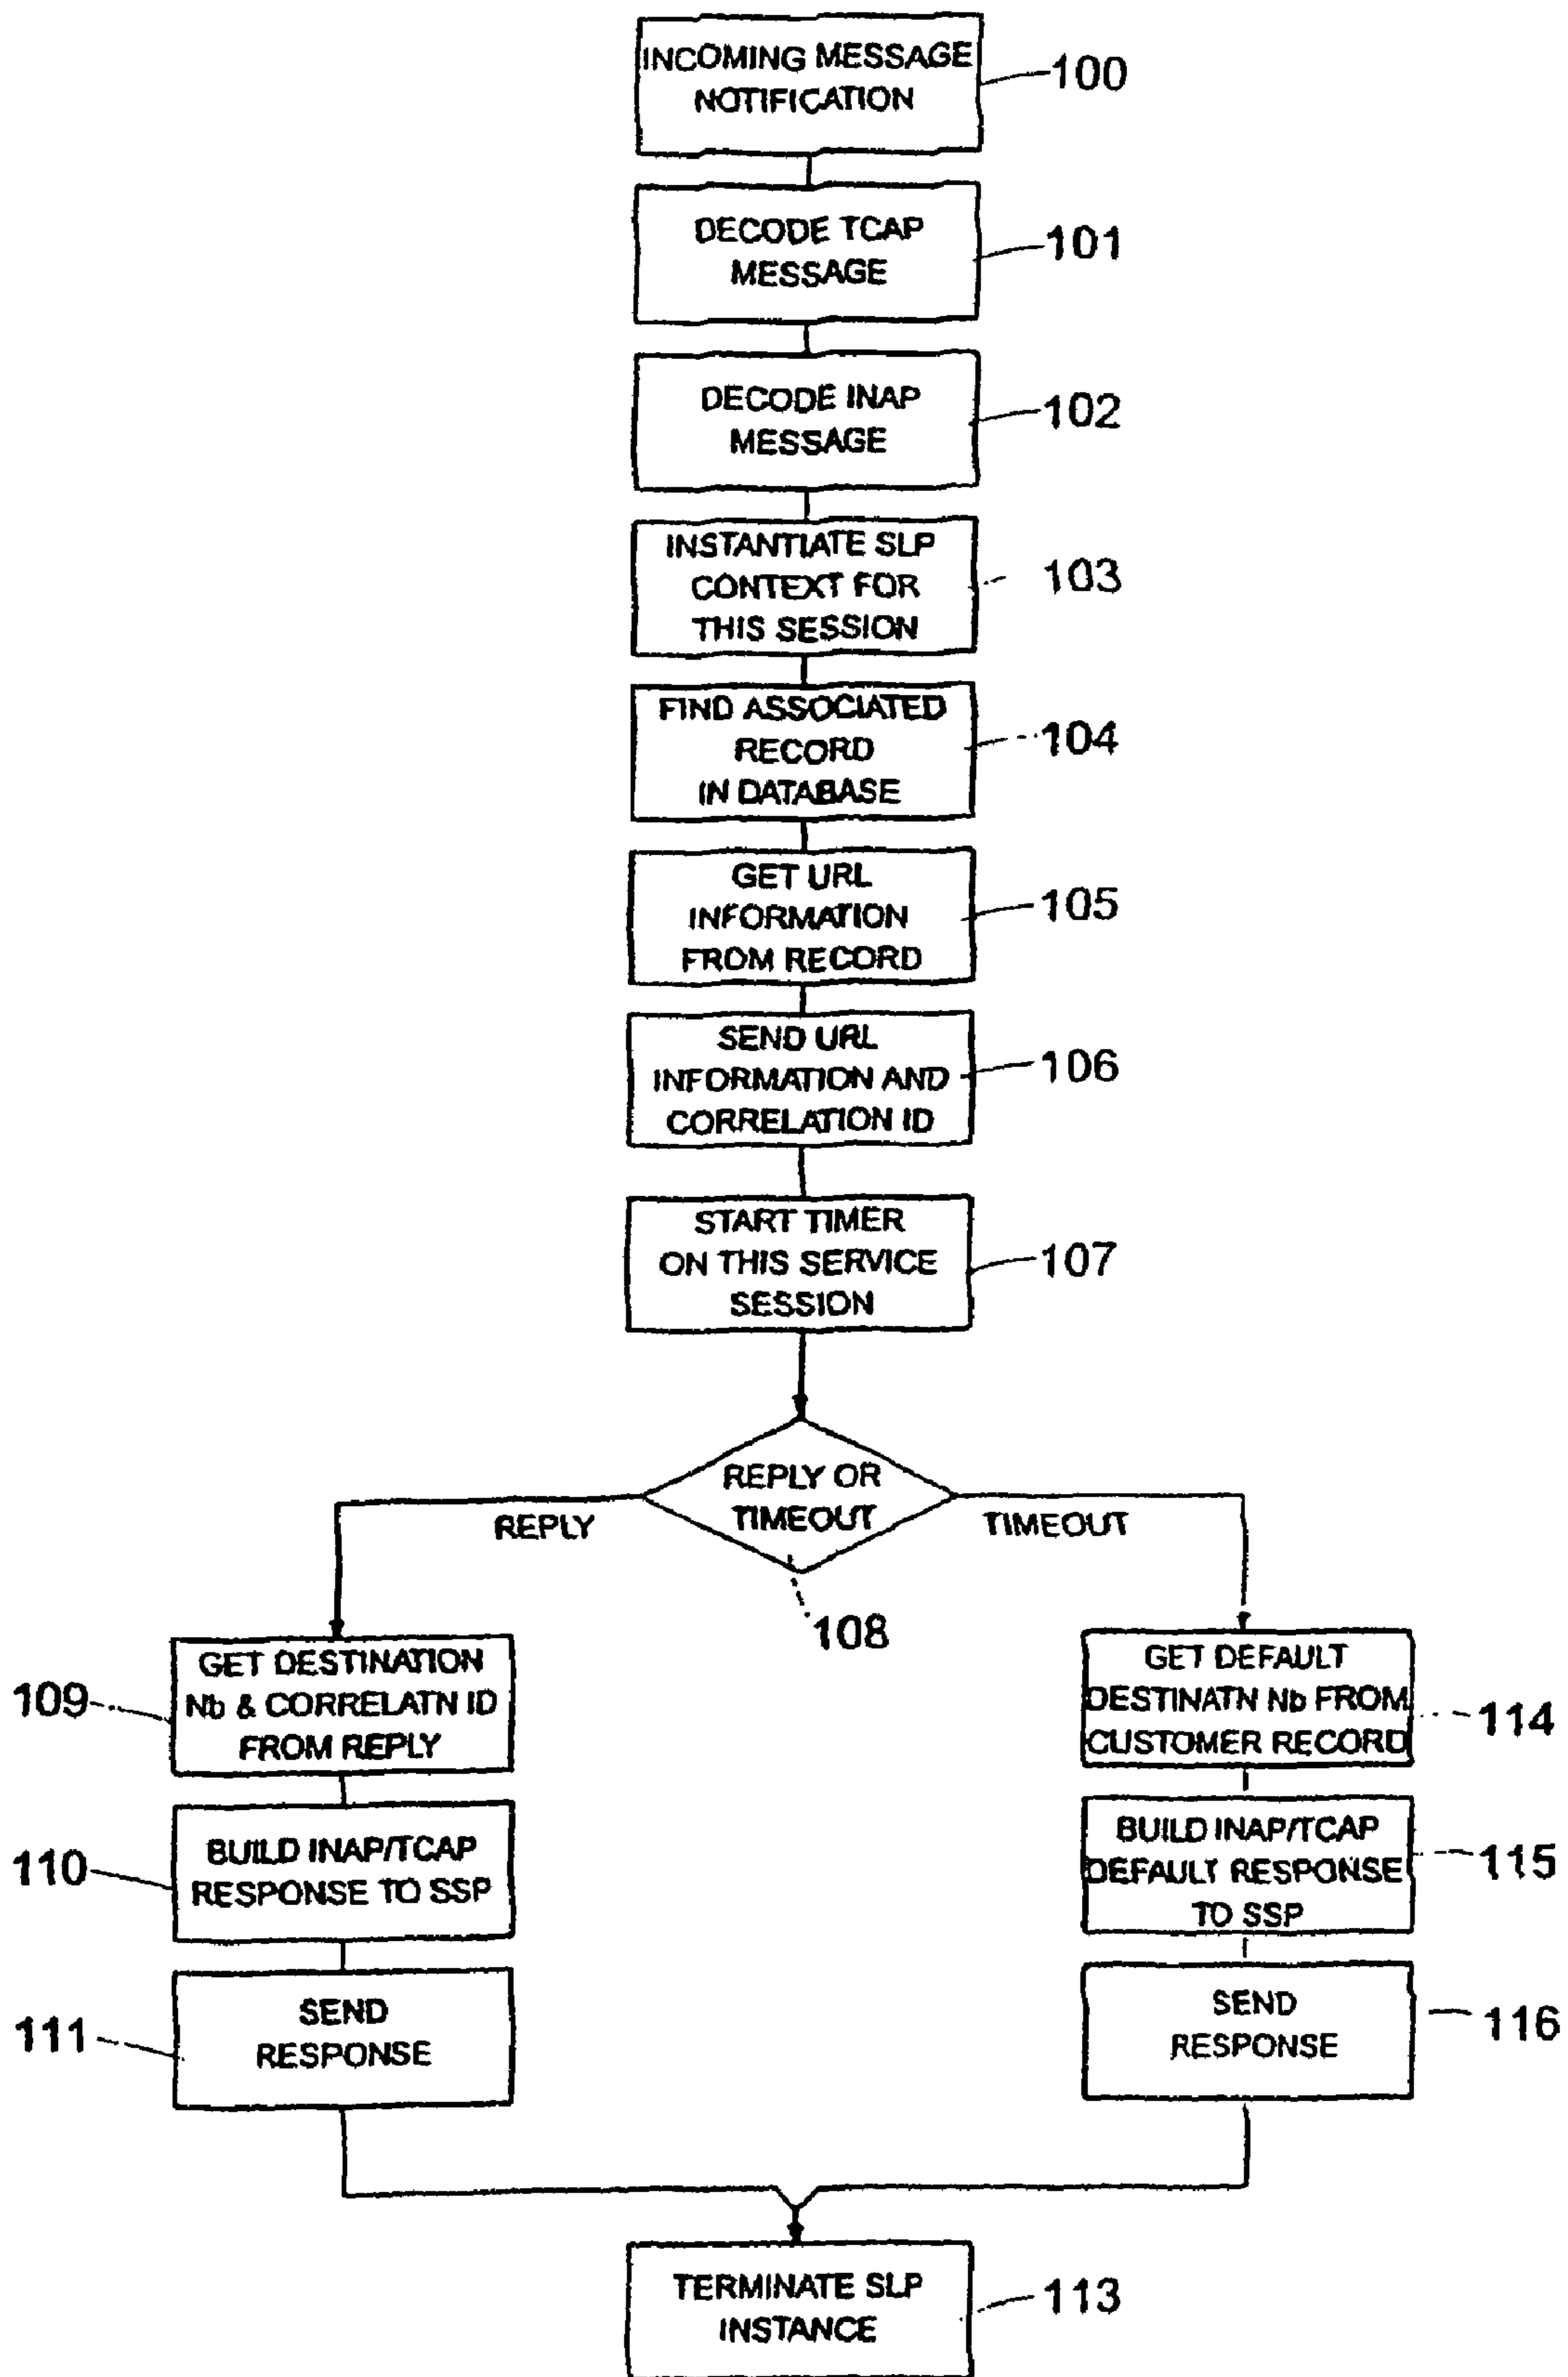 INCOMING MESSAGE
NOTIFICATION
100
DECODE TCAP
MESSAGE
101
DECODE INAP
MESSAGE
102
INSTANTIATE SLP
CONTEXT FOR
THIS SESSION
103
FIND ASSOCIATED
RECORD
IN DATABASE
104
GET URL
INFORMATION
FROM RECORD
105
SEND URL
INFORMATION AND
CORRELATION ID
106
START TIMER
ON THIS SERVICE
SESSION
107
REPLY OR
TIMEOUT
REPLY
TIMEOUT
108
GET DESTINATION
Nb & CORRELATN ID
FROM REPLY
109
BUILD INAP/TCAP
RESPONSE TO SSP
110
SEND
RESPONSE
111
GET DEFAULT
DESTINATN Nb FROM
CUSTOMER RECORD
114
BUILD INAP/TCAP
DEFAULT RESPONSE
TO SSP
115
SEND
RESPONSE
116
TERMINATE SLP
INSTANCE
113